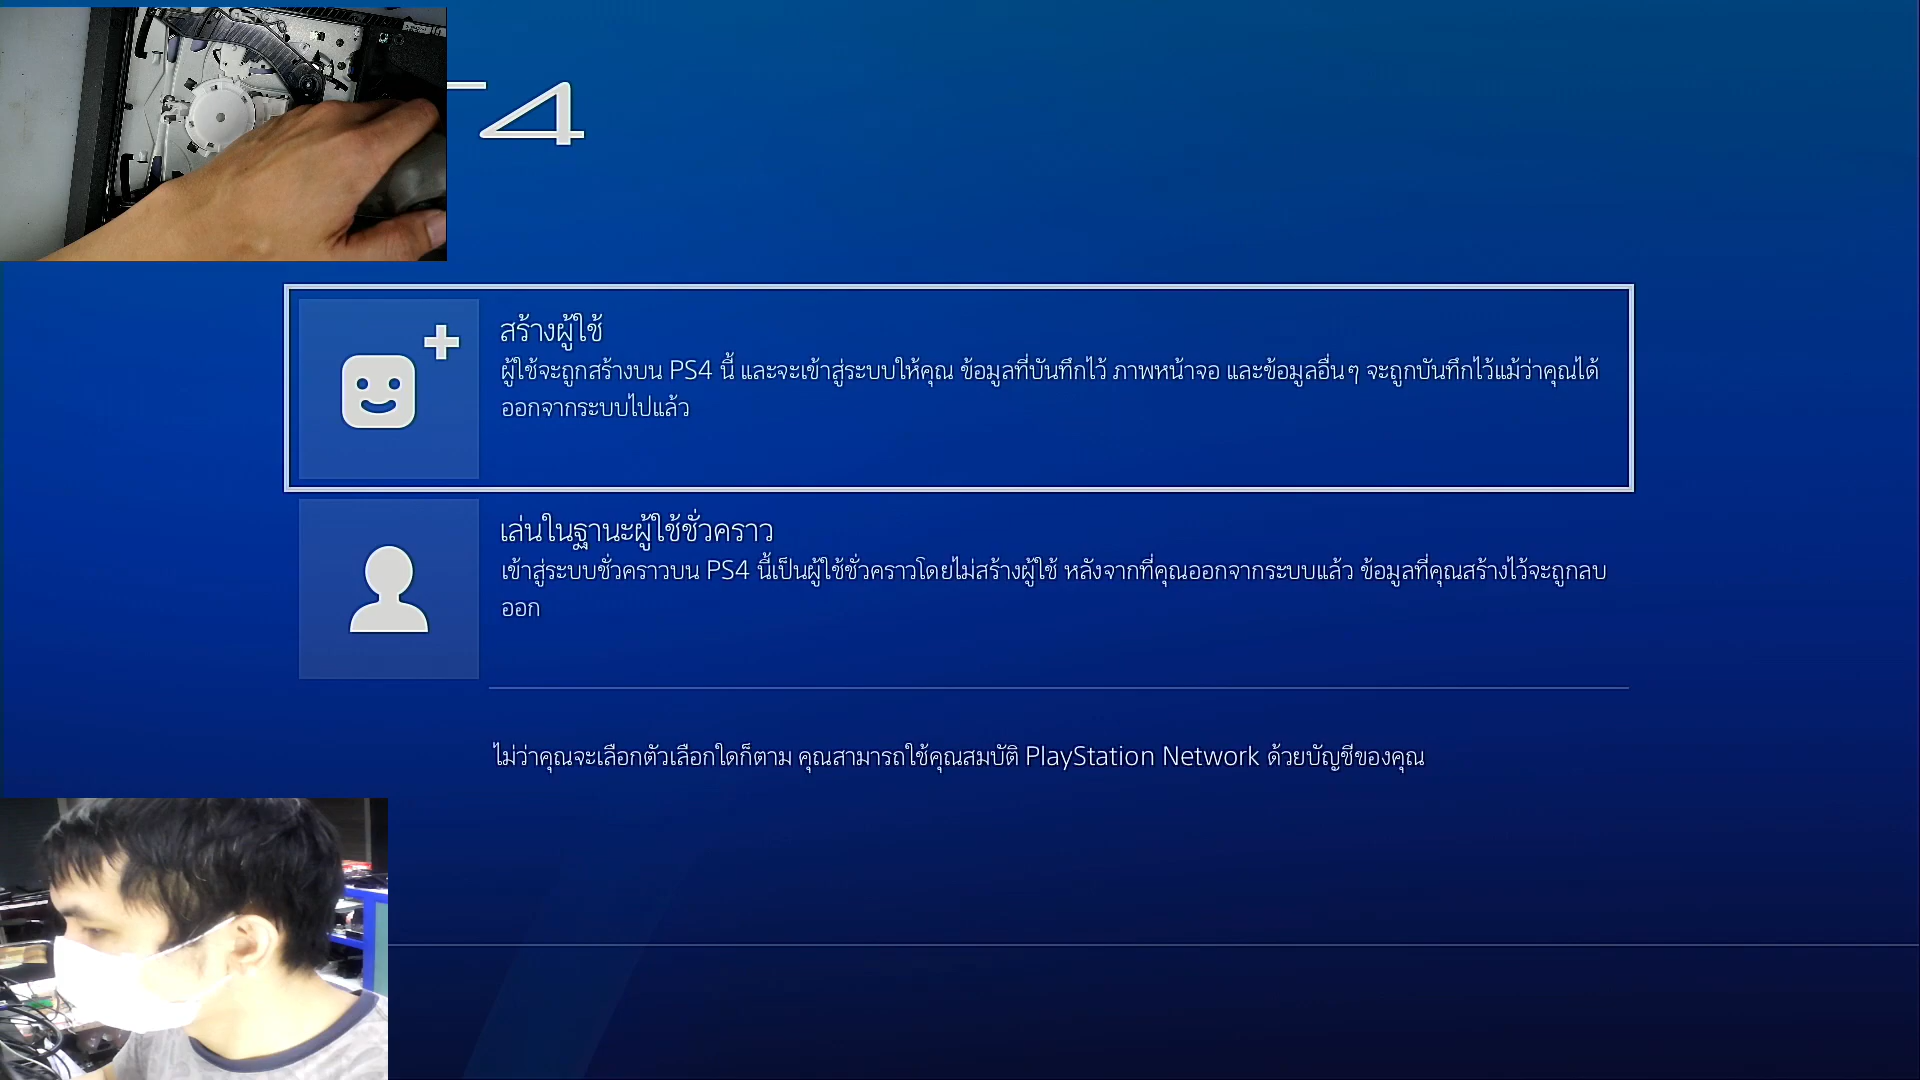 4
สร้างผู้ใช้
ผู้ใช้จะถูกสร้างบน PS4 นี้ และจะเข้าสู่ระบบให้คุณ ข้อมูลที่บันทึกไว้ ภาพหน้าจอ และข้อมูลอื่นๆ จะถูกบันทึกไว้แม้ว่าคุณได้
ออกจากระบบไปแล้ว
เล่นในฐานะผู้ใช้ชั่วคราว
เข้าสู่ระบบชั่วคราวบน PS4 นี้เป็นผู้ใช้ชั่วคราวโดยไม่สร้างผู้ใช้ หลังจากที่คุณออกจากระบบแล้ว ข้อมูลที่คุณสร้างไว้จะถูกลบ
ออก
ไม่ว่าคุณจะเลือกตัวเลือกใดก็ตาม คุณสามารถใช้คุณสมบัติ PlayStation Network ด้วยบัญชีของคุณ